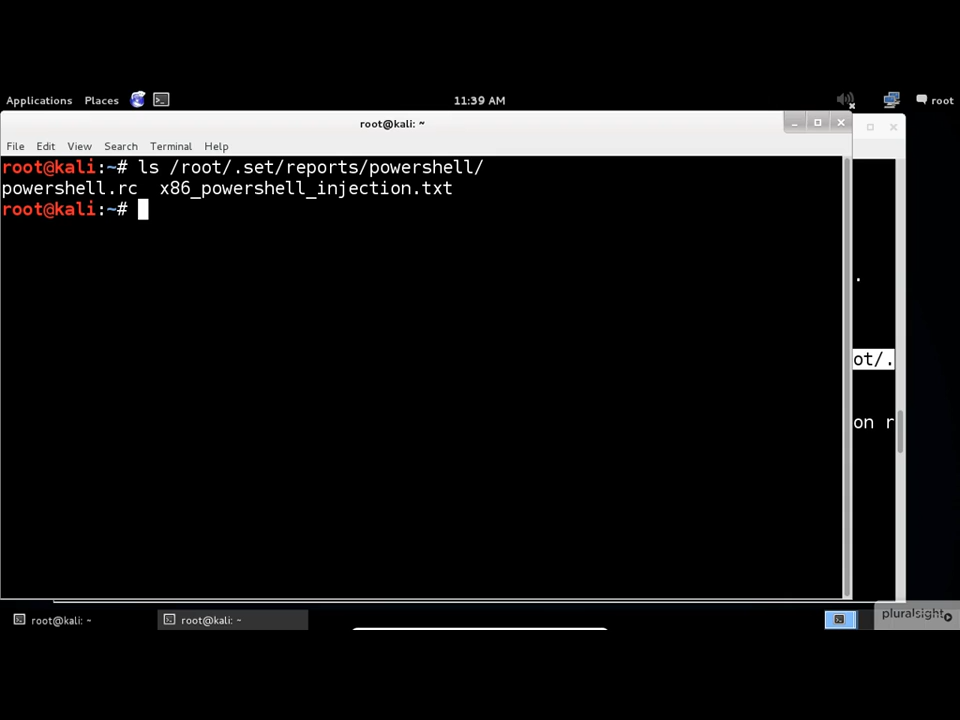 Applications Places 11:39 AM root
root@kali: ~
File Edit View Search Terminal Help
root@kali:~# ls /root/.set/reports/powershell/
powershell.rc x86_powershell_injection.txt
root@kali:~#
.
ot/.
on r
root@kali: ~ root@kali: ~
pluralsight